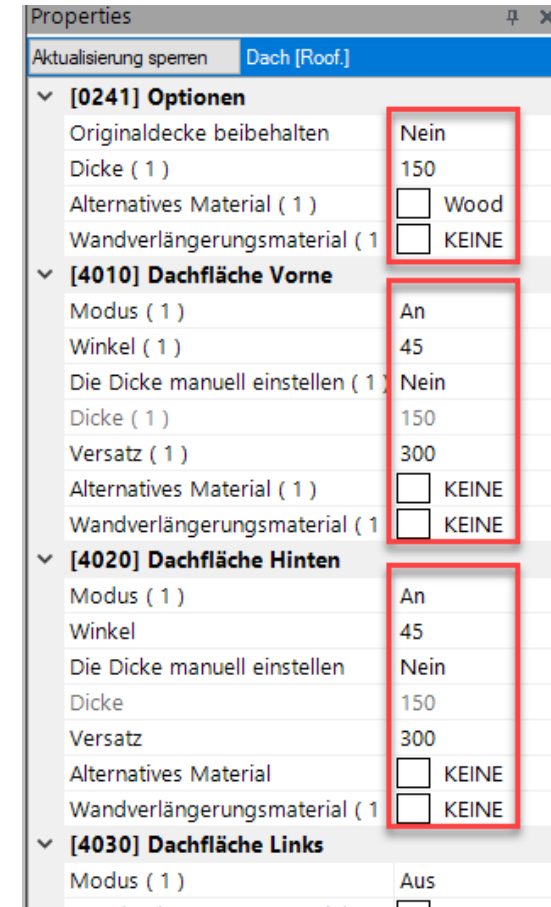 Properties
Aktualisierung sperren Dach [Roof.]
[0241] Optionen
Originaldecke beibehalten Nein
Dicke ( 1 ) 150
Alternatives Material ( 1 ) Wood
Wandverlängerungsmaterial ( 1 KEINE
[4010] Dachfläche Vorne
Modus ( 1 ) An
Winkel ( 1 ) 45
Die Dicke manuell einstellen ( 1 ) Nein
Dicke ( 1 ) 150
Versatz ( 1 ) 300
Alternatives Material ( 1 ) KEINE
Wandverlängerungsmaterial ( 1 KEINE
[4020] Dachfläche Hinten
Modus ( 1 ) An
Winkel 45
Die Dicke manuell einstellen Nein
Dicke 150
Versatz 300
Alternatives Material KEINE
Wandverlängerungsmaterial ( 1 KEINE
[4030] Dachfläche Links
Modus ( 1 ) Aus